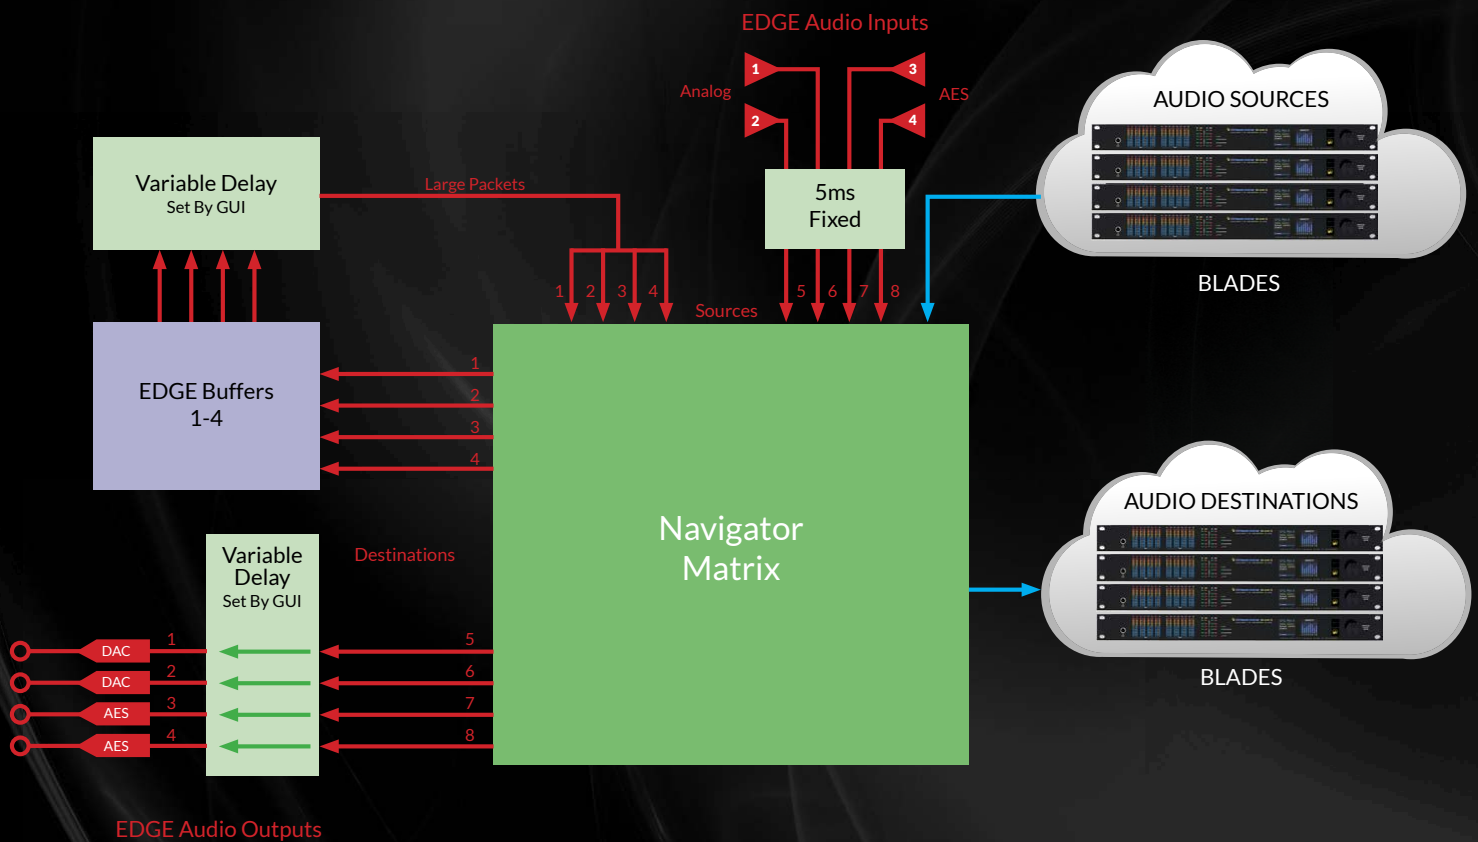 EDGE Audio Inputs
Analog
1
2
3
4
AES
AUDIO SOURCES
BLADES
Variable Delay
Set By GUI
Large Packets
5ms
Fixed
1 2 3 4
Sources
5 6 7 8
EDGE Buffers
1-4
1
2
3
4
Navigator
Matrix
AUDIO DESTINATIONS
BLADES
Variable
Delay
Set By GUI
Destinations
DAC 1 5
DAC 2 6
AES 3 7
AES 4 8
EDGE Audio Outputs